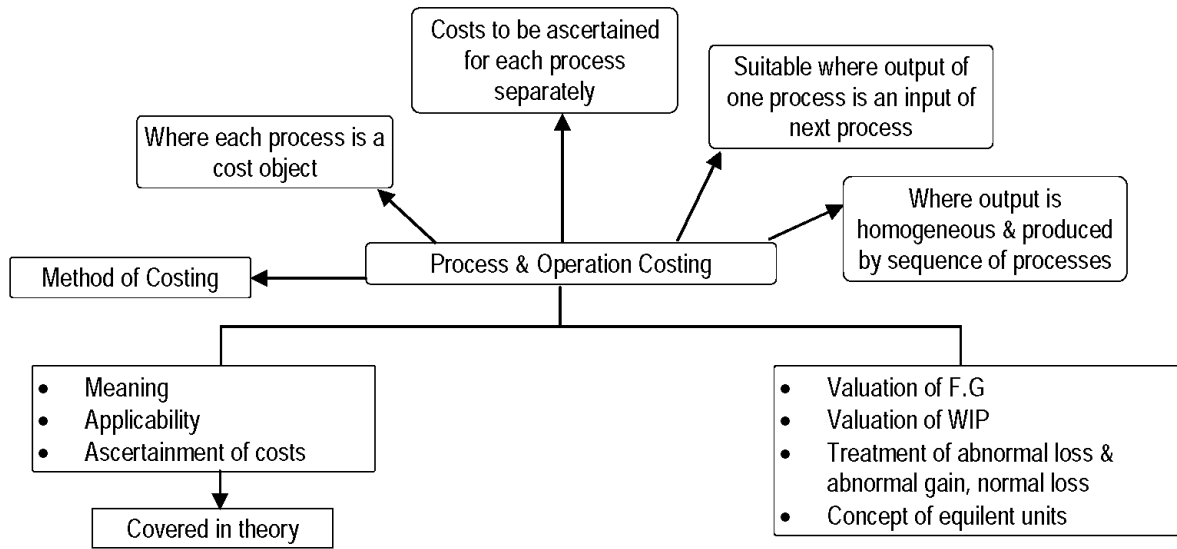 Costs to be ascertained
for each process
separately
Suitable where output of
one process is an input of
next process
Where each process is a
cost object
Where output is
homogeneous & produced
by sequence of processes
Process & Operation Costing
Method of Costing
• Meaning
• Applicability
• Ascertainment of costs
Covered in theory
• Valuation of F.G
• Valuation of WIP
• Treatment of abnormal loss &
abnormal gain, normal loss
• Concept of equilent units